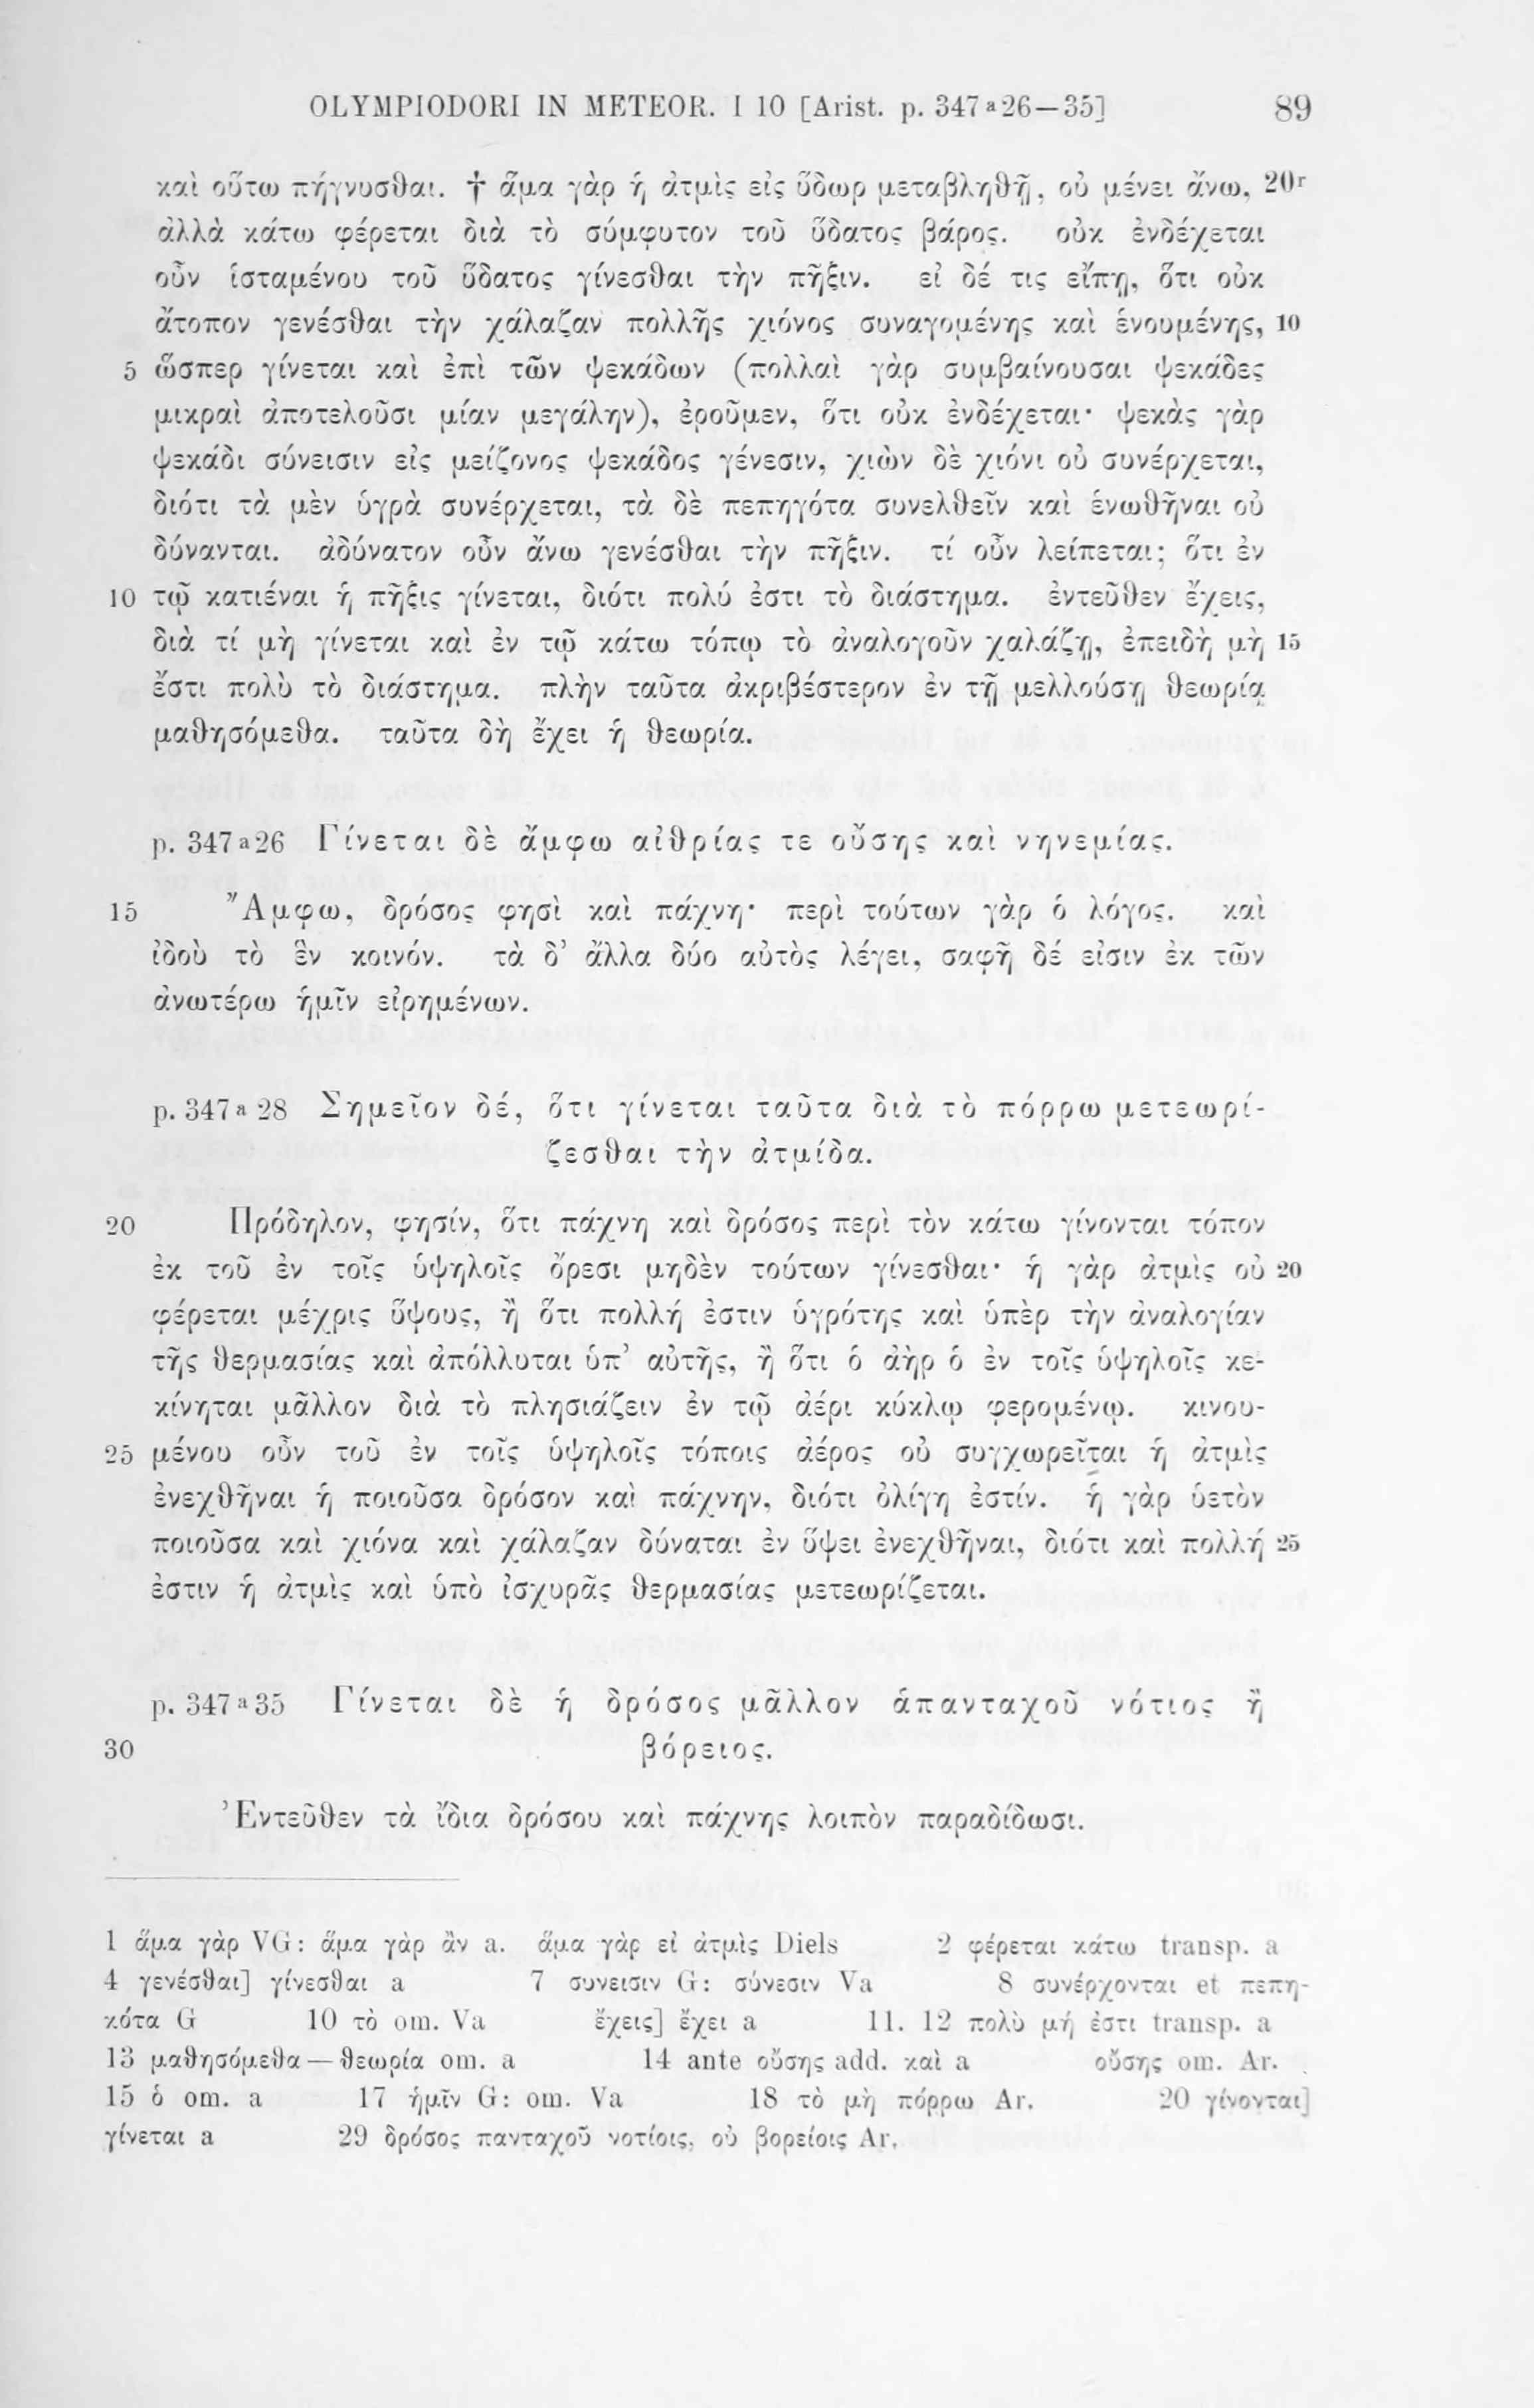 OLYMPIODORI IN METEOR. I 10 [Arist. p. 347 a 26—35] 89
καὶ οὕτω πήγνυσθαι. † ἅμα γὰρ ἡ ἀτμὶς εἰς ὕδωρ μεταβληθῇ, οὐ μένει ἄνω, 20r
ἀλλὰ κάτω φέρεται διὰ τὸ σύμφυτον τοῦ ὕδατος βάρος. οὐκ ἐνδέχεται
οὖν ἱσταμένου τοῦ ὕδατος γίνεσθαι τὴν πῆξιν. εἰ δέ τις εἴπῃ, ὅτι οὐκ
ἄτοπον γενέσθαι τὴν χάλαζαν πολλῆς χιόνος συναγομένης καὶ ἑνουμένης, 10
5 ὥσπερ γίνεται καὶ ἐπὶ τῶν ψεκάδων (πολλαὶ γὰρ συμβαίνουσαι ψεκάδες
μικραὶ ἀποτελοῦσι μίαν μεγάλην), ἐροῦμεν, ὅτι οὐκ ἐνδέχεται· ψεκὰς γὰρ
ψεκάδι σύνεισιν εἰς μείζονος ψεκάδος γένεσιν, χιὼν δὲ χιόνι οὐ συνέρχεται,
διότι τὰ μὲν ὑγρὰ συνέρχεται, τὰ δὲ πεπηγότα συνελθεῖν καὶ ἑνωθῆναι οὐ
δύνανται. ἀδύνατον οὖν ἄνω γενέσθαι τὴν πῆξιν. τί οὖν λείπεται; ὅτι ἐν
10 τῷ κατιέναι ἡ πῆξις γίνεται, διότι πολύ ἐστι τὸ διάστημα. ἐντεῦθεν ἔχεις,
διὰ τί μὴ γίνεται καὶ ἐν τῷ κάτω τόπῳ τὸ ἀναλογοῦν χαλάζῃ, ἐπειδὴ μὴ 15
ἔστι πολὺ τὸ διάστημα. πλὴν ταῦτα ἀκριβέστερον ἐν τῇ μελλούσῃ θεωρίᾳ
μαθησόμεθα. ταῦτα δὴ ἔχει ἡ θεωρία.
p. 347 a 26 Γίνεται δὲ ἄμφω αἰθρίας τε οὔσης καὶ νηνεμίας.
15 Ἄμφω, δρόσος φησὶ καὶ πάχνη· περὶ τούτων γὰρ ὁ λόγος. καὶ
ἰδοὺ τὸ ἓν κοινόν. τὰ δ’ ἄλλα δύο αὐτὸς λέγει, σαφῆ δέ εἰσιν ἐκ τῶν
ἀνωτέρω ἡμῖν εἰρημένων.
p. 347 a 28 Σημεῖον δέ, ὅτι γίνεται ταῦτα διὰ τὸ πόρρω μετεωρί-
ζεσθαι τὴν ἀτμίδα.
20 Πρόδηλον, φησίν, ὅτι πάχνη καὶ δρόσος περὶ τὸν κάτω γίνονται τόπον
ἐκ τοῦ ἐν τοῖς ὑψηλοῖς ὄρεσι μηδὲν τούτων γίνεσθαι· ἡ γὰρ ἀτμὶς οὐ 20
φέρεται μέχρις ὕψους, ἢ ὅτι πολλή ἐστιν ὑγρότης καὶ ὑπὲρ τὴν ἀναλογίαν
τῆς θερμασίας καὶ ἀπόλλυται ὑπ’ αὐτῆς, ἢ ὅτι ὁ ἀὴρ ὁ ἐν τοῖς ὑψηλοῖς κε-
κίνηται μᾶλλον διὰ τὸ πλησιάζειν ἐν τῷ ἀέρι κύκλῳ φερομένῳ. κινου-
25 μένου οὖν τοῦ ἐν τοῖς ὑψηλοῖς τόποις ἀέρος οὐ συγχωρεῖται ἡ ἀτμὶς
ἐνεχθῆναι ἡ ποιοῦσα δρόσον καὶ πάχνην, διότι ὀλίγη ἐστίν. ἡ γὰρ ὑετὸν
ποιοῦσα καὶ χιόνα καὶ χάλαζαν δύναται ἐν ὕψει ἐνεχθῆναι, διότι καὶ πολλή 25
ἐστιν ἡ ἀτμὶς καὶ ὑπὸ ἰσχυρᾶς θερμασίας μετεωρίζεται.
p. 347 a 35 Γίνεται δὲ ἡ δρόσος μᾶλλον ἁπανταχοῦ νότιος ἢ
30 βόρειος.
Ἐντεῦθεν τὰ ἴδια δρόσου καὶ πάχνης λοιπὸν παραδίδωσι.
1 ἅμα γὰρ VG: ἅμα γὰρ ἂν a. ἅμα γὰρ εἰ ἀτμὶς Diels 2 φέρεται κάτω transp. a
4 γενέσθαι] γίνεσθαι a 7 συνεισιν G: σύνεσιν Va 8 συνέρχονται et πεπη-
κότα G 10 τὸ om. Va ἔχεις] ἔχει a 11. 12 πολὺ μή ἐστι transp. a
13 μαθησόμεθα — θεωρία om. a 14 ante οὔσης add. καὶ a οὔσης om. Ar.
15 ὁ om. a 17 ἡμῖν G: om. Va 18 τὸ μὴ πόρρω Ar. 20 γίνονται]
γίνεται a 29 δρόσος πανταχοῦ νοτίοις, οὐ βορείοις Ar.